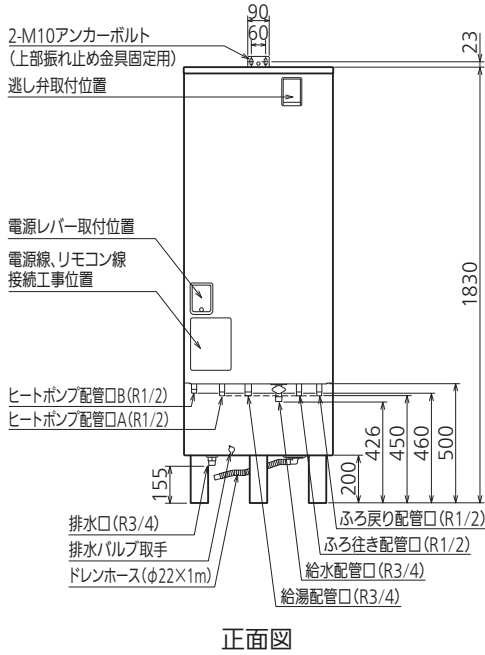 90
60
23
2-M10アンカーボルト
(上部振れ止め金具固定用)
逃し弁取付位置
電源レバー取付位置
電源線、リモコン線
接続工事位置
1830
ヒートポンプ配管口B(R1/2)
ヒートポンプ配管口A(R1/2)
155
200
426
450
460
500
排水口(R3/4)
排水バルブ取手
ドレンホース(φ22×1m)
ふろ戻り配管口(R1/2)
ふろ往き配管口(R1/2)
給水配管口(R3/4)
給湯配管口(R3/4)
正面図